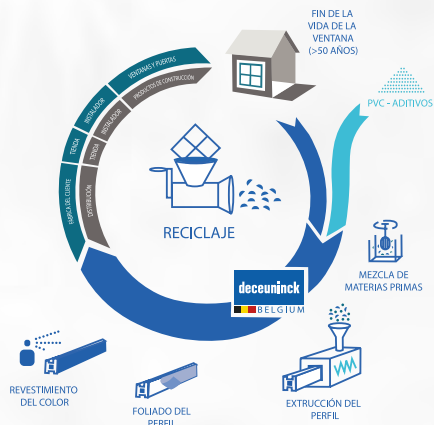 FIN DE LA
VIDA DE LA
VENTANA
(>50 AÑOS)
PVC - ADITIVOS
VENTANAS Y PUERTAS
PRODUCTOS DE CONSTRUCCIÓN
INSTALADOR
INSTALADOR
TIENDA
TIENDA
FABRICA DEL CLIENTE
DISTRIBUCIÓN
RECICLAJE
MEZCLA DE
MATERIAS PRIMAS
deceuninck
BELGIUM
EXTRUCCIÓN DEL
PERFIL
FOLIADO DEL
PERFIL
REVESTIMIENTO
DEL COLOR